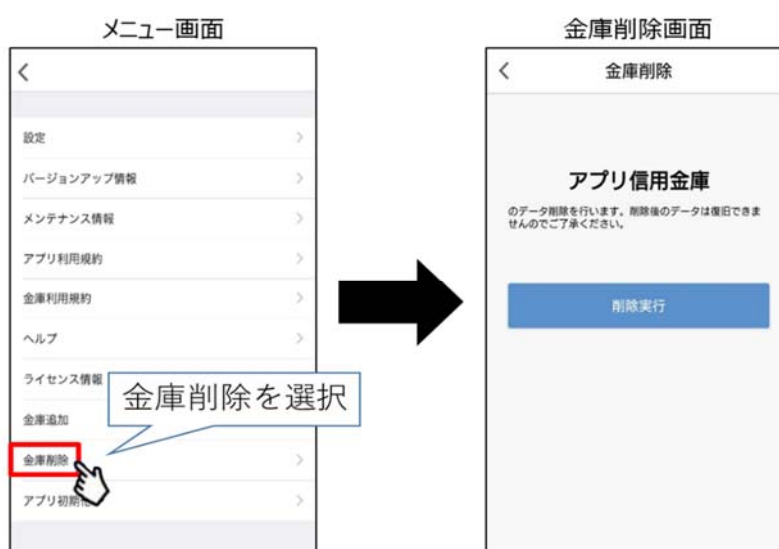 メニュー画面
設定
バージョンアップ情報
メンテナンス情報
アプリ利用規約
金庫利用規約
ヘルプ
ライセンス情報
金庫追加
金庫削除
アプリ初期
金庫削除を選択
金庫削除画面
金庫削除
アプリ信用金庫
のデータ削除を行います。削除後のデータは復旧できま
せんのでご了承ください。
削除実行